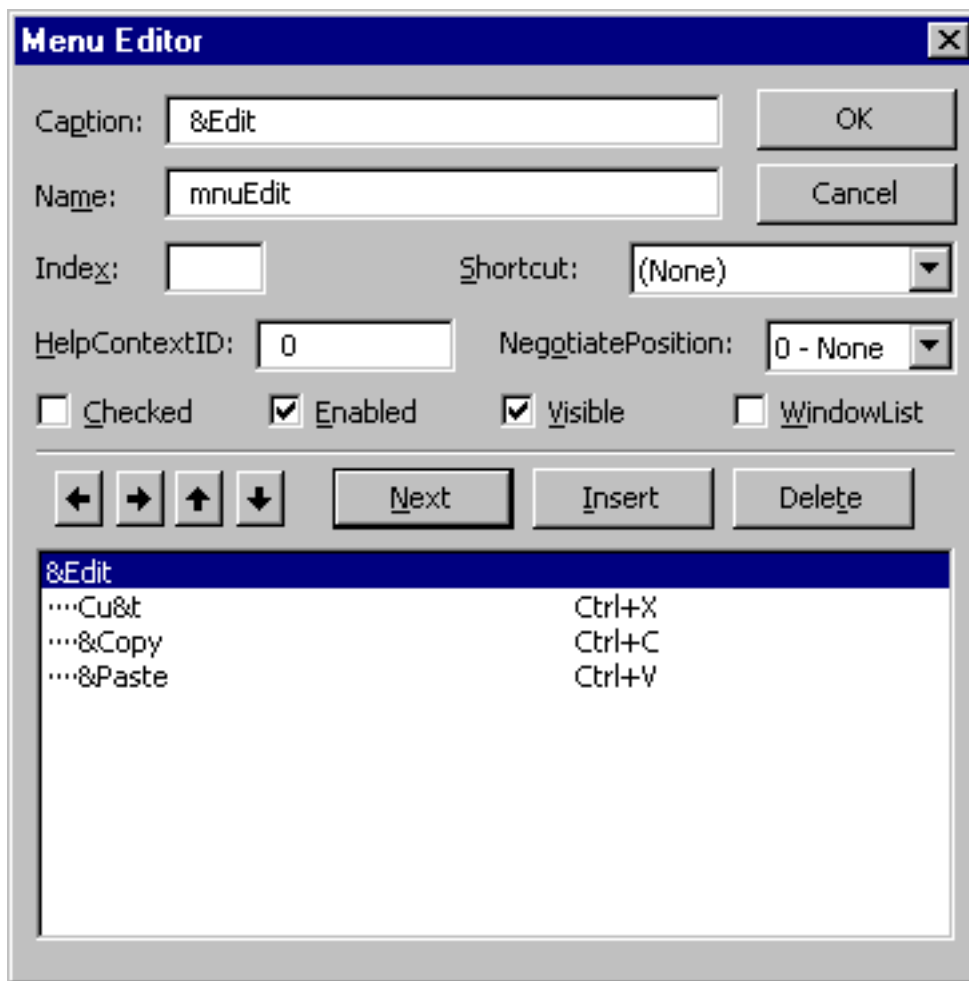 Menu Editor
Caption: &Edit OK
Name: mnuEdit Cancel
Index: Shortcut: (None)
HelpContextID: 0 NegotiatePosition: 0 - None
Checked Enabled Visible WindowList
Next Insert Delete
&Edit
····Cu&t Ctrl+X
····&Copy Ctrl+C
····&Paste Ctrl+V